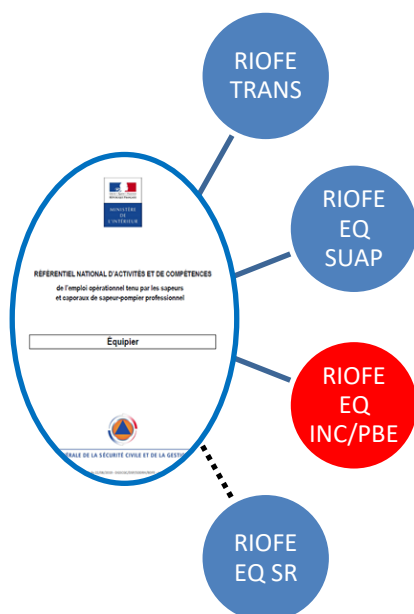 RIOFE
TRANS
MINISTÈRE
DE
L'INTÉRIEUR
RIOFE
EQ
SUAP
RÉFÉRENTIEL NATIONAL D'ACTIVITÉS ET DE COMPÉTENCES
de l'emploi opérationnel tenu par les sapeurs
et caporaux de sapeur-pompier professionnel
Équipier
RIOFE
EQ
INC/PBE
ÉRALE DE LA SÉCURITÉ CIVILE ET DE LA GESTION
RIOFE
EQ SR